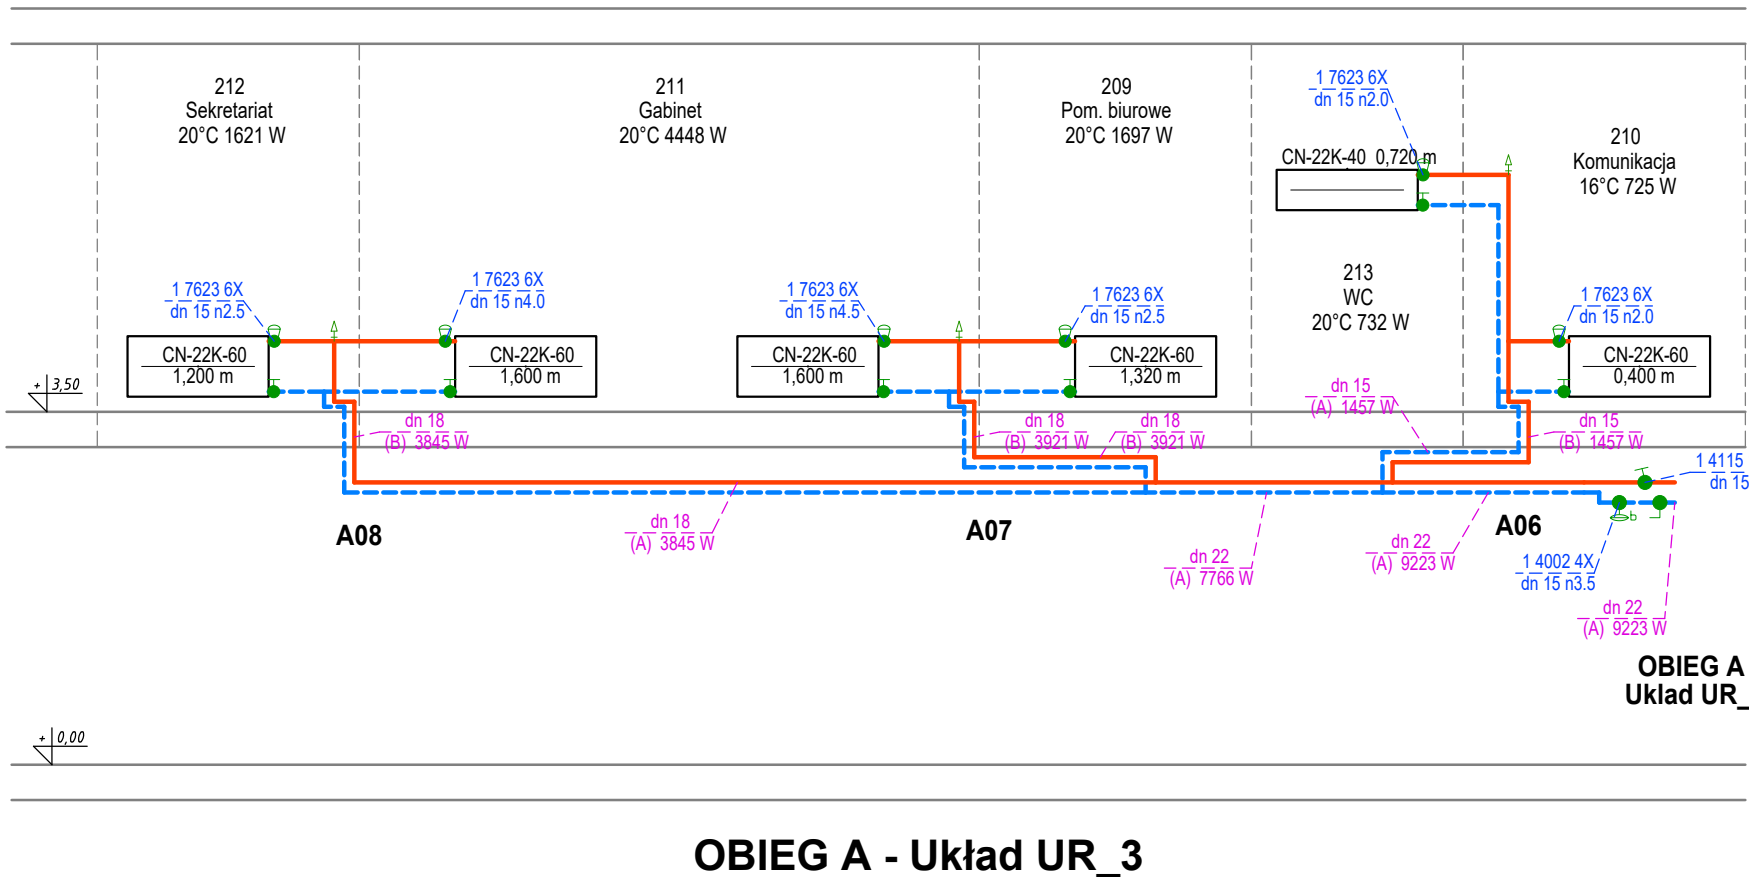 212
Sekretariat
20°C 1621 W
211
Gabinet
20°C 4448 W
209
Pom. biurowe
20°C 1697 W
1 7623 6X
dn 15 n2.0
CN-22K-40 0,720 m
210
Komunikacja
16°C 725 W
213
WC
20°C 732 W
1 7623 6X
dn 15 n2.5
1 7623 6X
dn 15 n4.0
1 7623 6X
dn 15 n4.5
1 7623 6X
dn 15 n2.5
1 7623 6X
dn 15 n2.0
CN-22K-60
1,200 m
CN-22K-60
1,600 m
CN-22K-60
1,600 m
CN-22K-60
1,320 m
CN-22K-60
0,400 m
+ 3,50
dn 15
(A) 1457 W
dn 18
(B) 3845 W
dn 18
(B) 3921 W
dn 18
(B) 3921 W
dn 15
(B) 1457 W
1 4115
dn 15
A08
dn 18
(A) 3845 W
A07
dn 22
(A) 7766 W
dn 22
(A) 9223 W
A06
b
1 4002 4X
dn 15 n3.5
dn 22
(A) 9223 W
OBIEG A
Uklad UR_
+ 0,00
OBIEG A - Układ UR_3